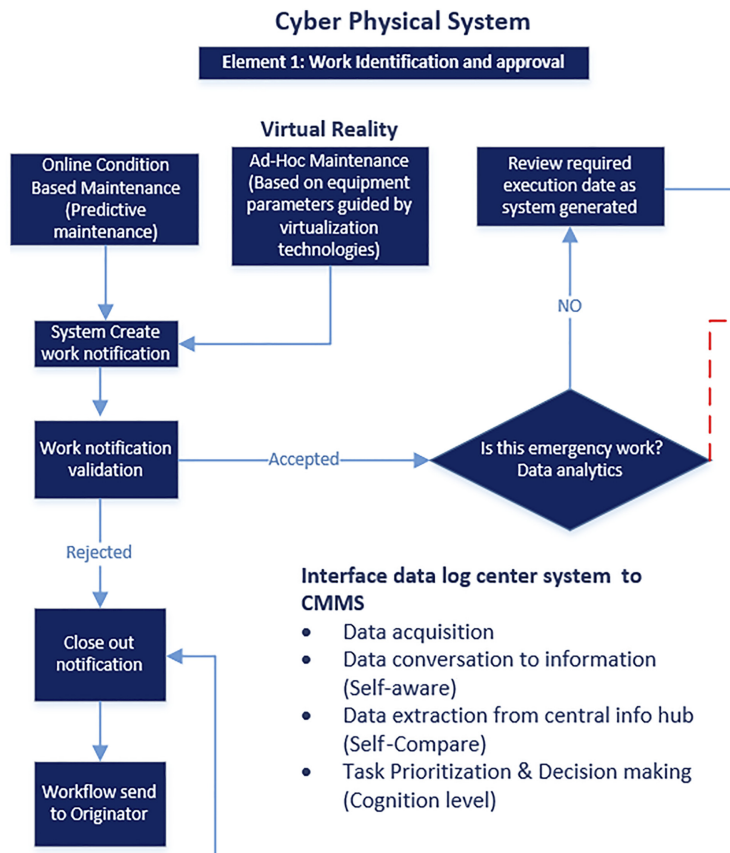 Cyber Physical System
Element 1: Work Identification and approval
Virtual Reality
Online Condition
Based Maintenance
(Predictive
maintenance)
Ad-Hoc Maintenance
(Based on equipment
parameters guided by
virtualization
technologies)
Review required
execution date as
system generated
NO
System Create
work notification
Work notification
validation
Accepted
Is this emergency work?
Data analytics
Rejected
Close out
notification
Workflow send
to Originator
Interface data log center system to
CMMS
• Data acquisition
• Data conversation to information
(Self-aware)
• Data extraction from central info hub
(Self-Compare)
• Task Prioritization & Decision making
(Cognition level)